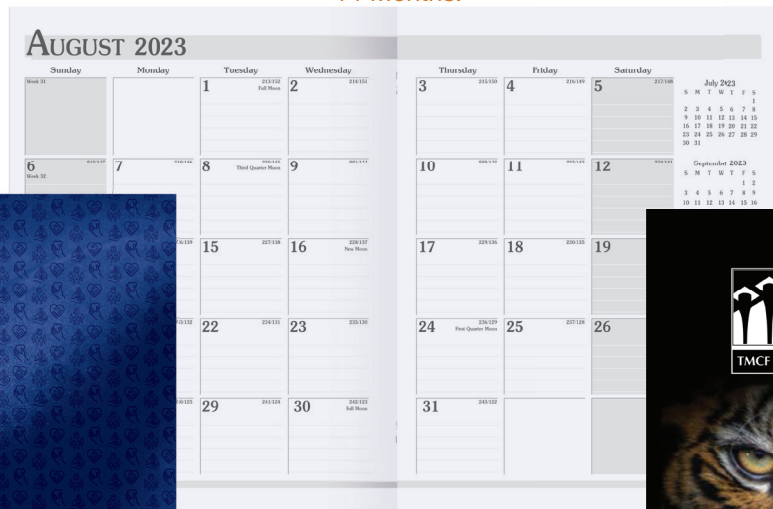 AUGUST 2023
Sunday Monday Tuesday Wednesday Thursday Friday Saturday
Week 31
1 213/152
Full Moon
2 214/151
3 215/150
4 216/149
5 217/148
6
Week 32
7
8
Third Quarter Moon
9
10
11
12
15 227/138
16 228/137
New Moon
17 229/136
18 230/135
19
22 234/131
23 235/130
24 236/129
First Quarter Moon
25 237/128
26
29 241/124
30 242/123
Full Moon
31 243/122
July 2023
S M T W T F S
1
2 3 4 5 6 7 8
9 10 11 12 13 14 15
16 17 18 19 20 21 22
23 24 25 26 27 28 29
30 31
September 2023
S M T W T F S
1 2
3 4 5 6 7 8 9
10 11 12 13 14 15 16
TMCF